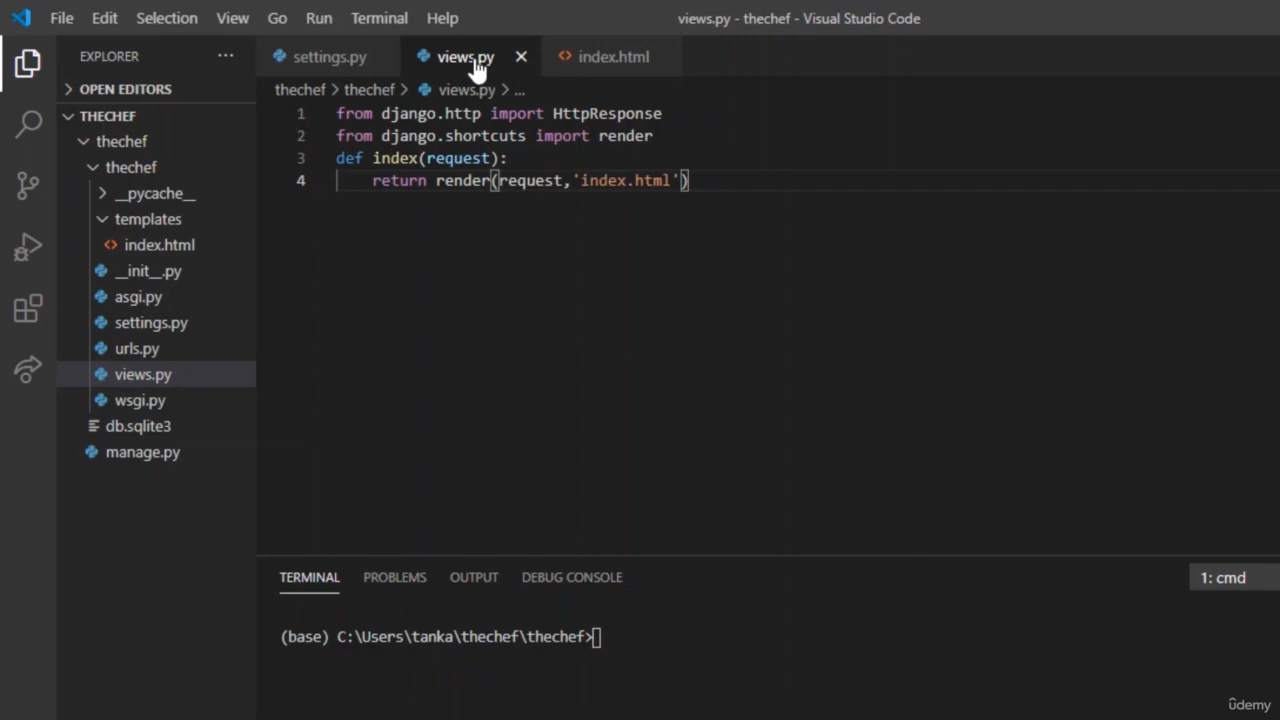 File Edit Selection View Go Run Terminal Help views.py - thechef - Visual Studio Code
EXPLORER ··· settings.py views.py × index.html
> OPEN EDITORS thechef > thechef > views.py > ...
THECHEF
thechef
thechef
__pycache__
templates
index.html
__init__.py
asgi.py
settings.py
urls.py
views.py
wsgi.py
db.sqlite3
manage.py
1 from django.http import HttpResponse
2 from django.shortcuts import render
3 def index(request):
4 return render(request,'index.html')
TERMINAL PROBLEMS OUTPUT DEBUG CONSOLE 1: cmd
(base) C:\Users\tanka\thechef\thechef>
ûdemy